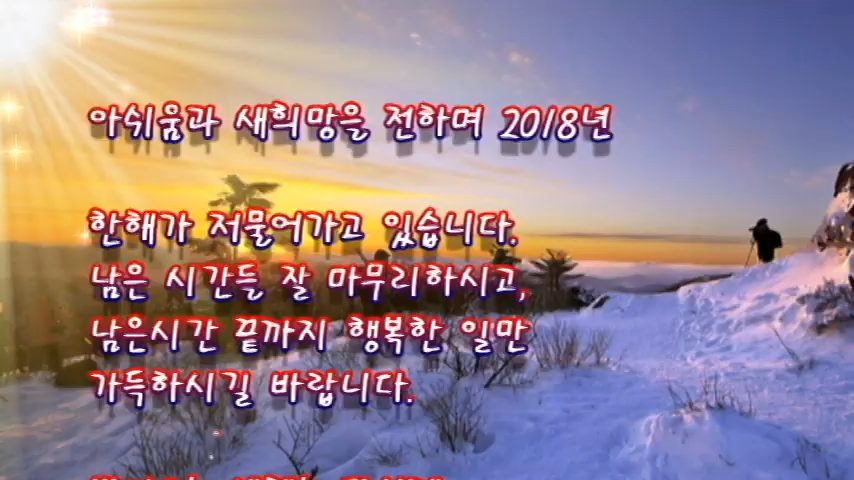 아쉬움과 새희망을 전하며 2018년
한해가 저물어가고 있습니다.
남은 시간들 잘 마무리하시고,
남은시간 끝까지 행복한 일만
가득하시길 바랍니다.